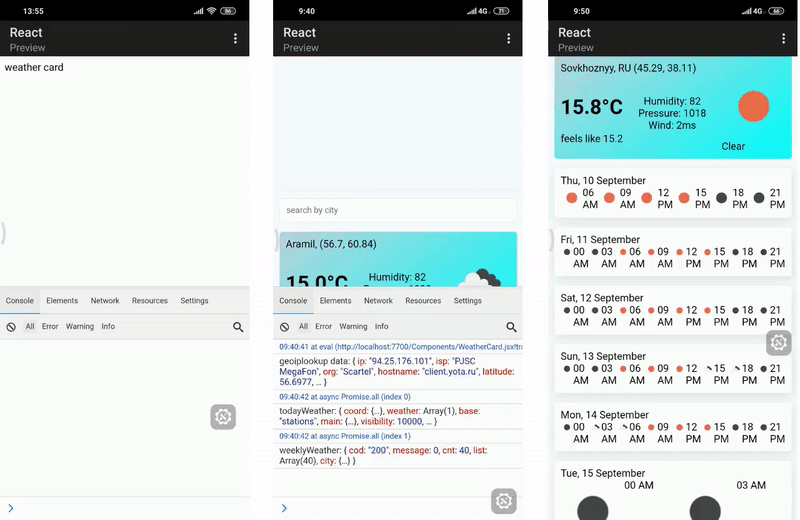 13:55
86
React
Preview
weather card
Console Elements Network Resources Settings
All Error Warning Info
9:40
4G 71
React
Preview
search by city
Aramil, (56.7, 60.84)
15.0°C
Humidity: 82
Console Elements Network Resources Settings
All Error Warning Info
09:40:41 at eval (http://localhost:7700/Components/WeatherCard.jsx!tra
geoiplookup data: { ip: "94.25.176.101", isp: "PJSC
MegaFon", org: "Scartel", hostname: "client.yota.ru", latitude:
56.6977, … }
09:40:42 at async Promise.all (index 0)
todayWeather: { coord: {…}, weather: Array(1), base:
"stations", main: {…}, visibility: 10000, … }
09:40:42 at async Promise.all (index 1)
weeklyWeather: { cod: "200", message: 0, cnt: 40, list:
Array(40), city: {…} }
9:50
4G 66
React
Preview
Sovkhoznyy, RU (45.29, 38.11)
15.8°C
Humidity: 82
Pressure: 1018
Wind: 2ms
feels like 15.2
Clear
Thu, 10 September
06 09 12 15 18 21
AM AM PM PM PM PM
Fri, 11 September
00 03 06 09 12 15 18 21
AM AM AM AM PM PM PM PM
Sat, 12 September
00 03 06 09 12 15 18 21
AM AM AM AM PM PM PM PM
Sun, 13 September
00 03 06 09 12 15 18 21
AM AM AM AM PM PM PM PM
Mon, 14 September
00 03 06 09 12 15 18 21
AM AM AM AM PM PM PM PM
Tue, 15 September
00 AM 03 AM